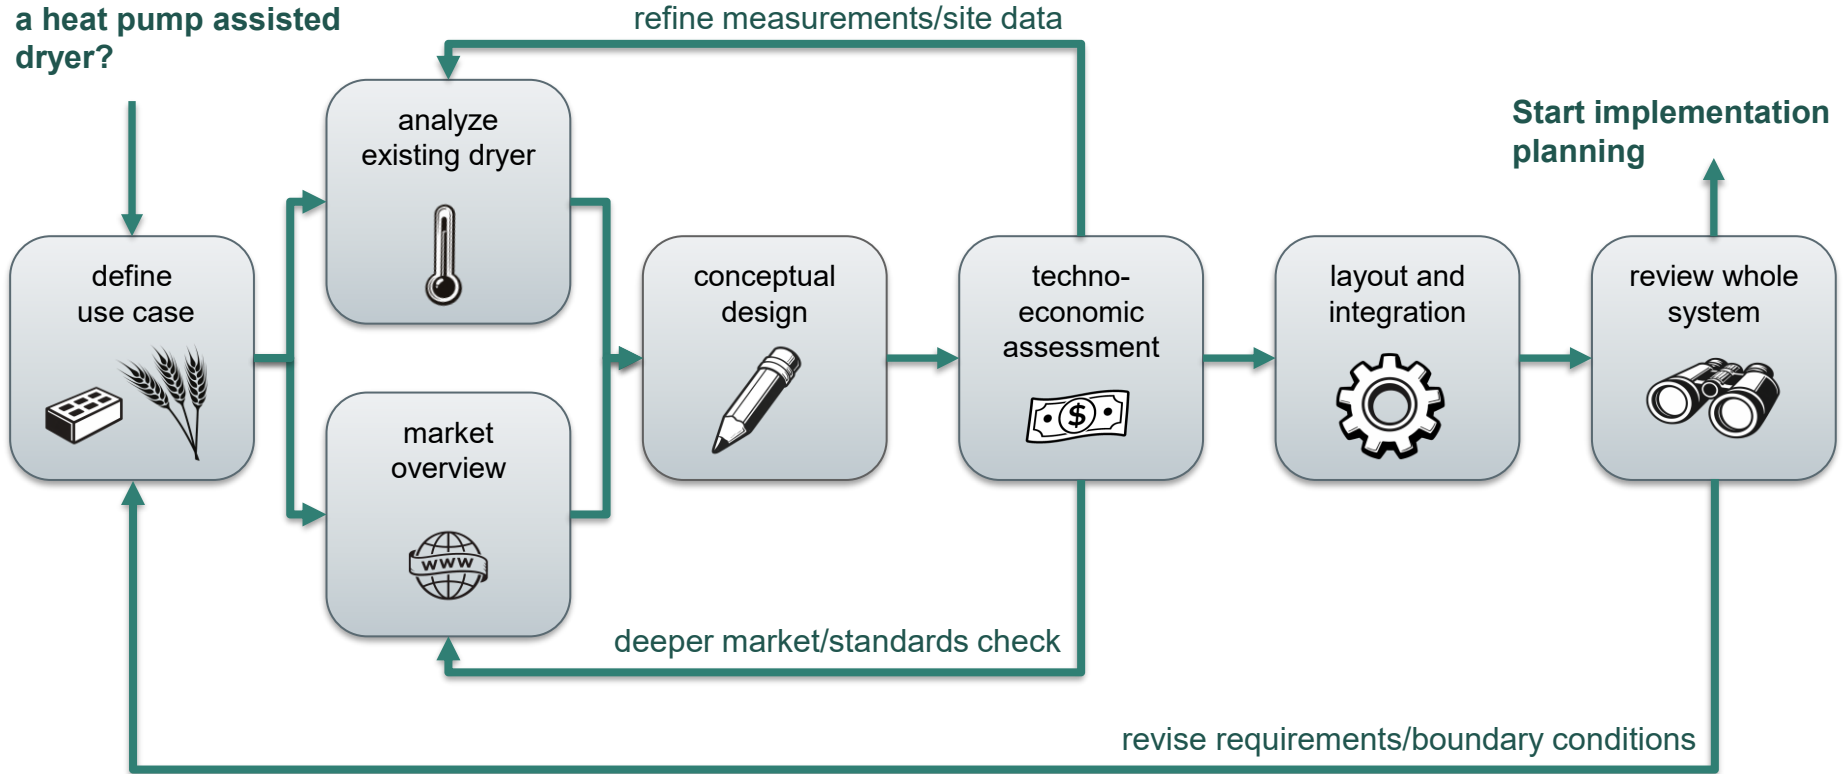 a heat pump assisted
dryer?
refine measurements/site data
analyze
existing dryer
Start implementation
planning
define
use case
conceptual
design
techno-
economic
assessment
$
layout and
integration
review whole
system
market
overview
WWW
deeper market/standards check
revise requirements/boundary conditions